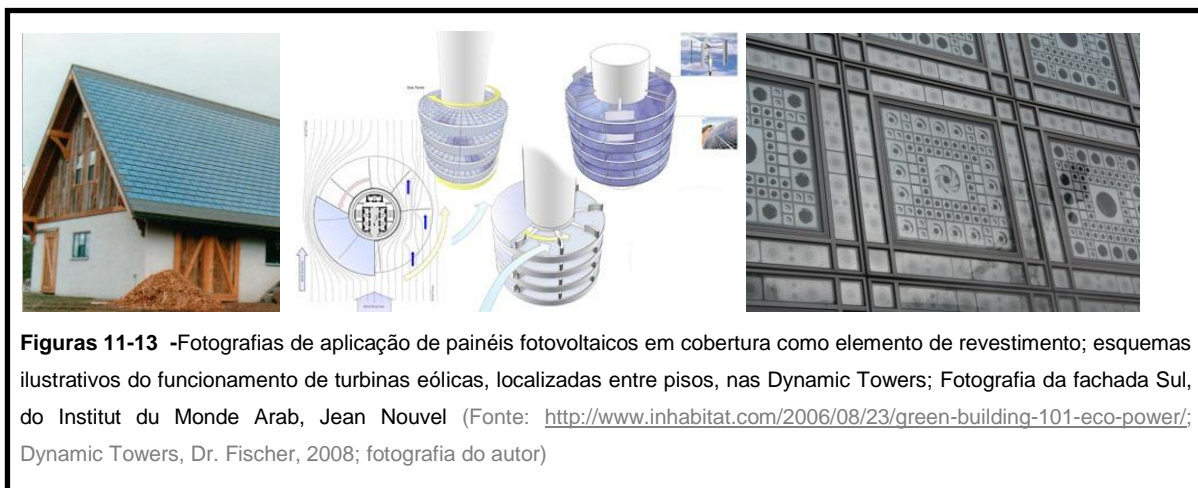 Figuras 11-13 -Fotografias de aplicação de painéis fotovoltaicos em cobertura como elemento de revestimento; esquemas
ilustrativos do funcionamento de turbinas eólicas, localizadas entre pisos, nas Dynamic Towers; Fotografia da fachada Sul,
do Institut du Monde Arab, Jean Nouvel (Fonte: http://www.inhabitat.com/2006/08/23/green-building-101-eco-power/;
Dynamic Towers, Dr. Fischer, 2008; fotografia do autor)